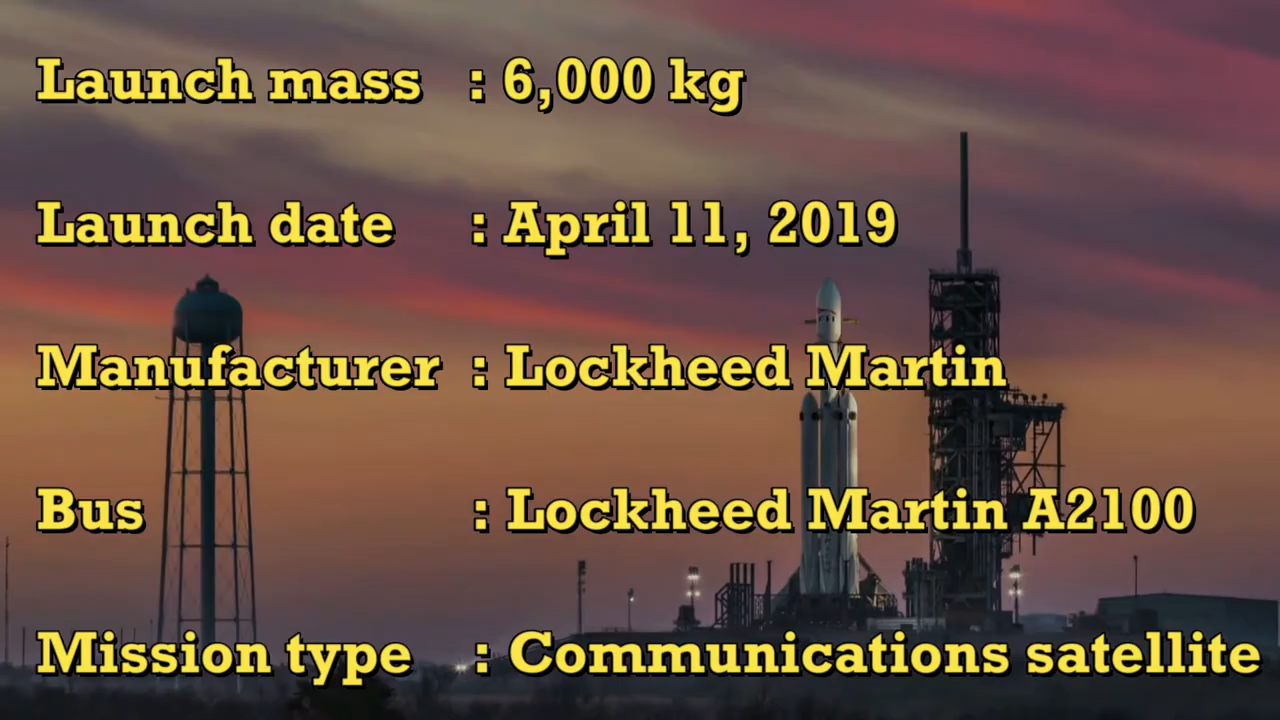 Launch mass : 6,000 kg
Launch date : April 11, 2019
Manufacturer : Lockheed Martin
Bus : Lockheed Martin A2100
Mission type : Communications satellite